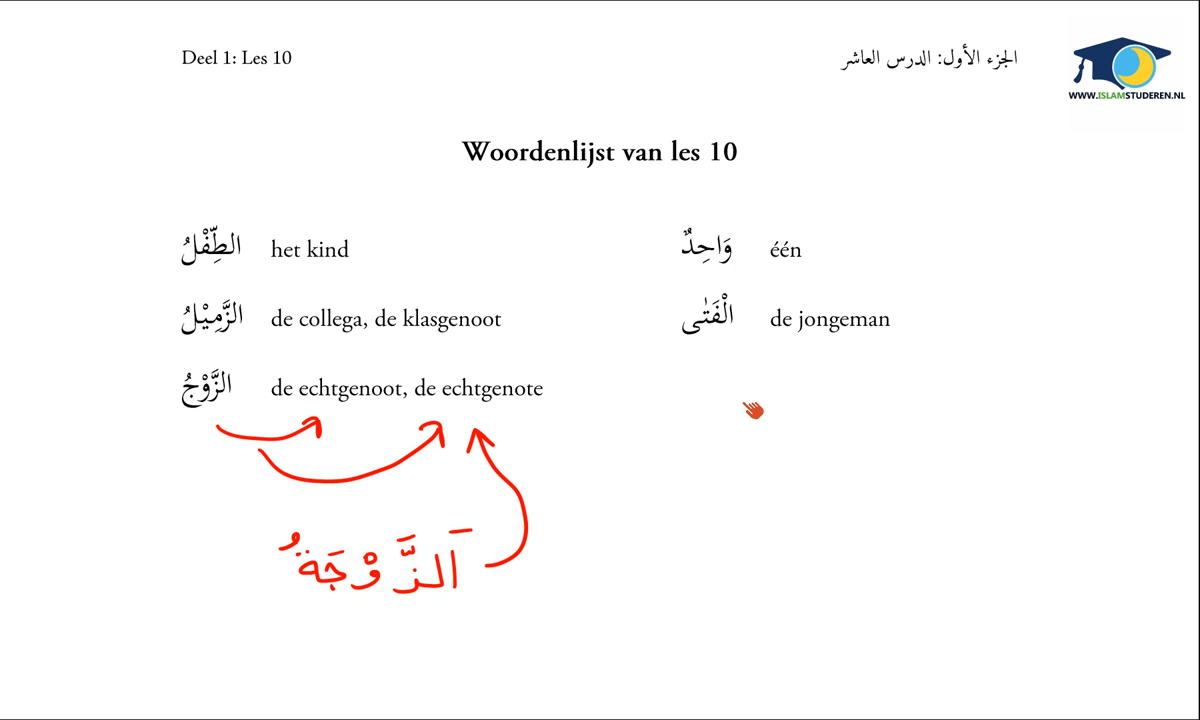 Deel 1: Les 10
الجزء الأول: الدرس العاشر
WWW.ISLAMSTUDEREN.NL
Woordenlijst van les 10
الطِّفْلُ het kind
وَاحِدٌ één
الزَّمِيْلُ de collega, de klasgenoot
الْفَتٰى de jongeman
الزَّوْجُ de echtgenoot, de echtgenote
اَلزَّوْجَةُ